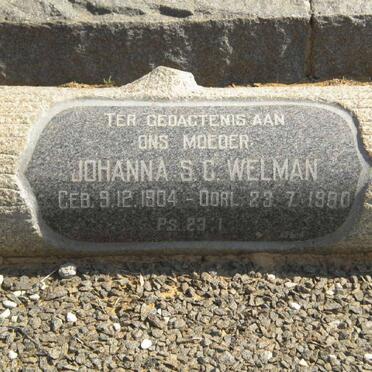 TER GEDAGTENIS AAN
ONS MOEDER
JOHANNA S. C. WELMAN
GEB. 9.12.1904 - OORL. 23.7.1980
PS. 23:1